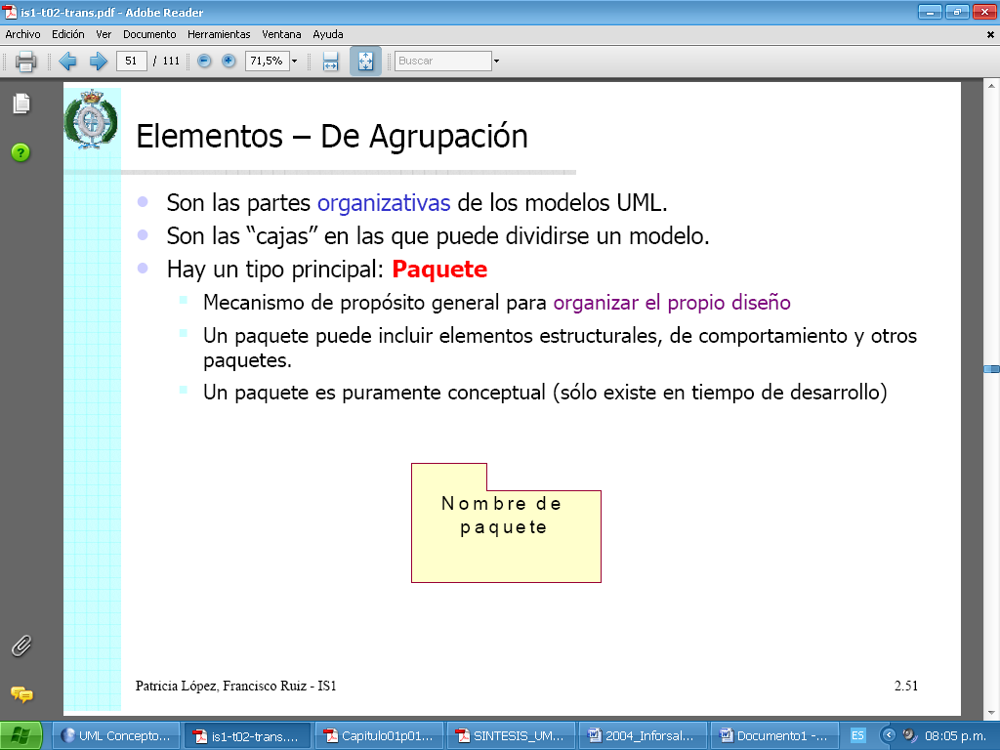 is1-t02-trans.pdf - Adobe Reader
Archivo Edición Ver Documento Herramientas Ventana Ayuda
51 / 111 71,5% Buscar
Elementos – De Agrupación
Son las partes organizativas de los modelos UML.
Son las “cajas” en las que puede dividirse un modelo.
Hay un tipo principal: Paquete
Mecanismo de propósito general para organizar el propio diseño
Un paquete puede incluir elementos estructurales, de comportamiento y otros
paquetes.
Un paquete es puramente conceptual (sólo existe en tiempo de desarrollo)
Nombre de
paquete
Patricia López, Francisco Ruiz - IS1 2.51
UML Concepto... is1-t02-trans.... Capitulo01p01... SINTESIS_UM... 2004_Inforsal... Documento1 -... ES 08:05 p.m.